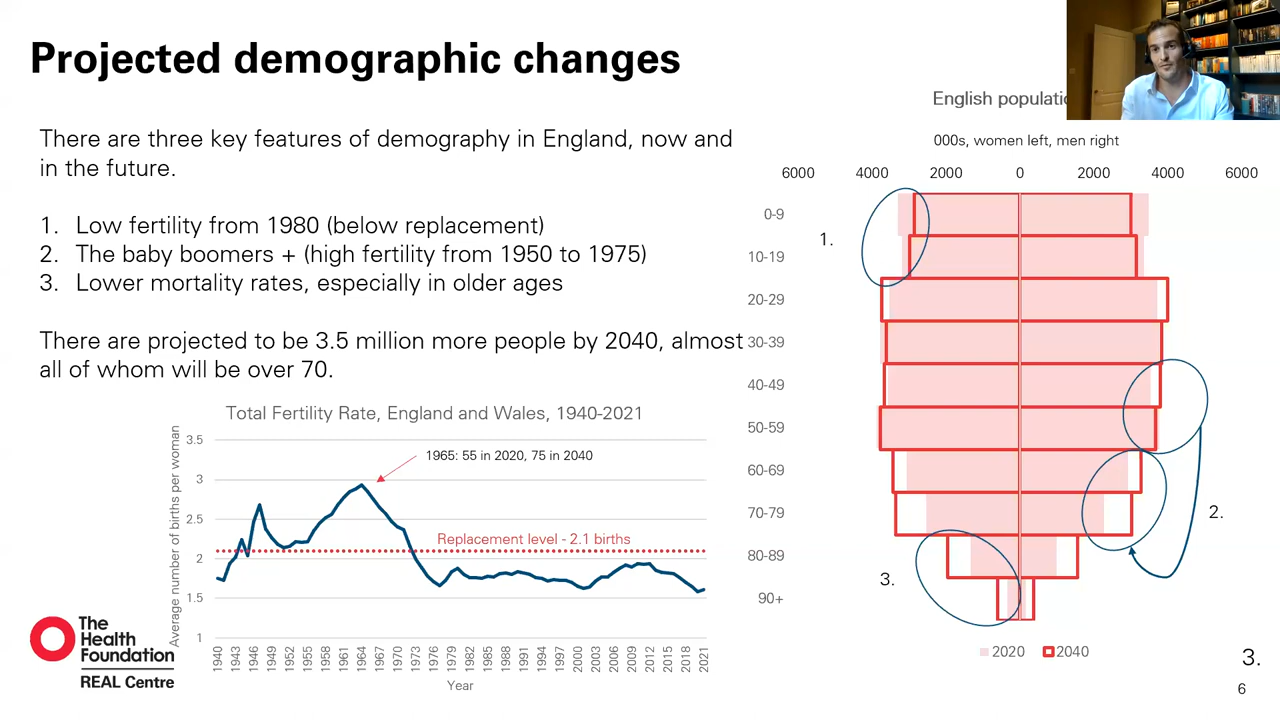 Projected demographic changes
There are three key features of demography in England, now and
in the future.
1. Low fertility from 1980 (below replacement)
2. The baby boomers + (high fertility from 1950 to 1975)
3. Lower mortality rates, especially in older ages
There are projected to be 3.5 million more people by 2040, almost
all of whom will be over 70.
Total Fertility Rate, England and Wales, 1940-2021
Average number of births per woman
3.5
3
2.5
2
1.5
1
1965: 55 in 2020, 75 in 2040
Replacement level - 2.1 births
1940 1943 1946 1949 1952 1955 1958 1961 1964 1967 1970 1973 1976 1979 1982 1985 1988 1991 1994 1997 2000 2003 2006 2009 2012 2015 2018 2021
Year
The
Health
Foundation
REAL Centre
English populatio
000s, women left, men right
6000 4000 2000 0 2000 4000 6000
0-9
1.
10-19
20-29
30-39
40-49
50-59
60-69
70-79
2.
80-89
3.
90+
2020 2040
3.
6